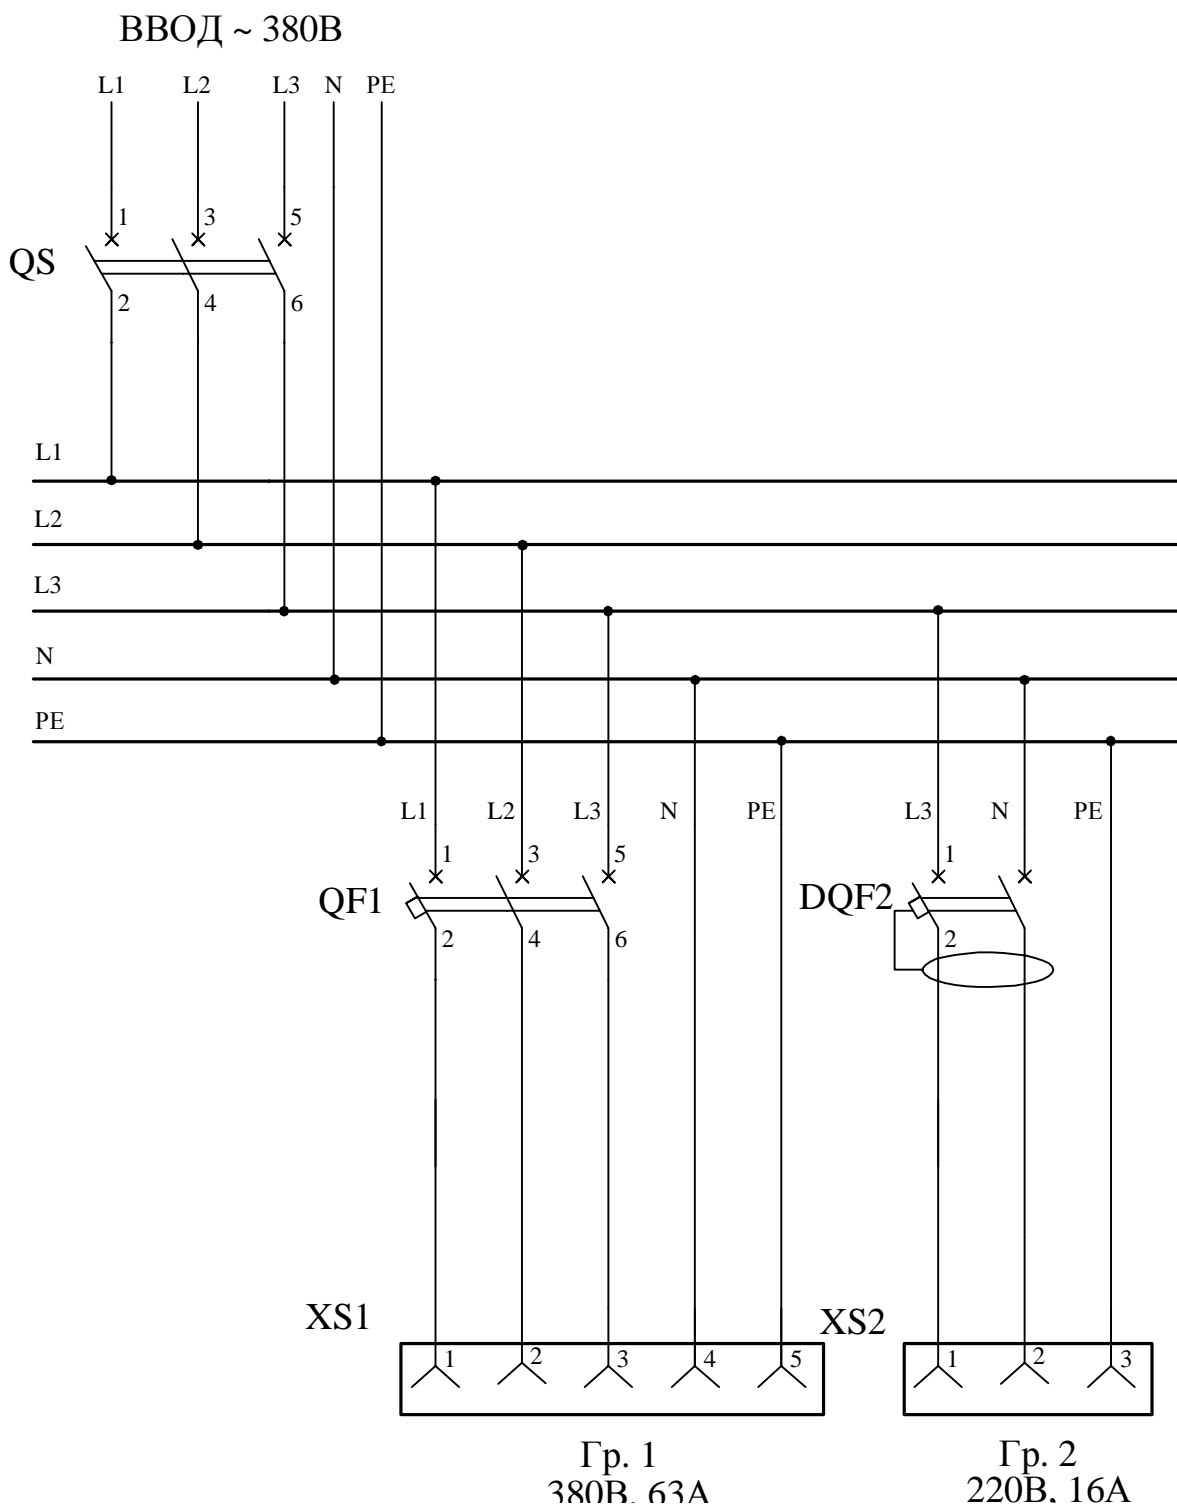 ВВОД ~ 380В
L1 L2 L3 N PE
1 3 5
QS
2 4 6
L1
L2
L3
N
PE
L1 L2 L3 N PE L3 N PE
1 3 5 1
QF1 DQF2
2 4 6 2
XS1 XS2
1 2 3 4 5 1 2 3
Гр. 1 Гр. 2
380В, 63А 220В, 16А